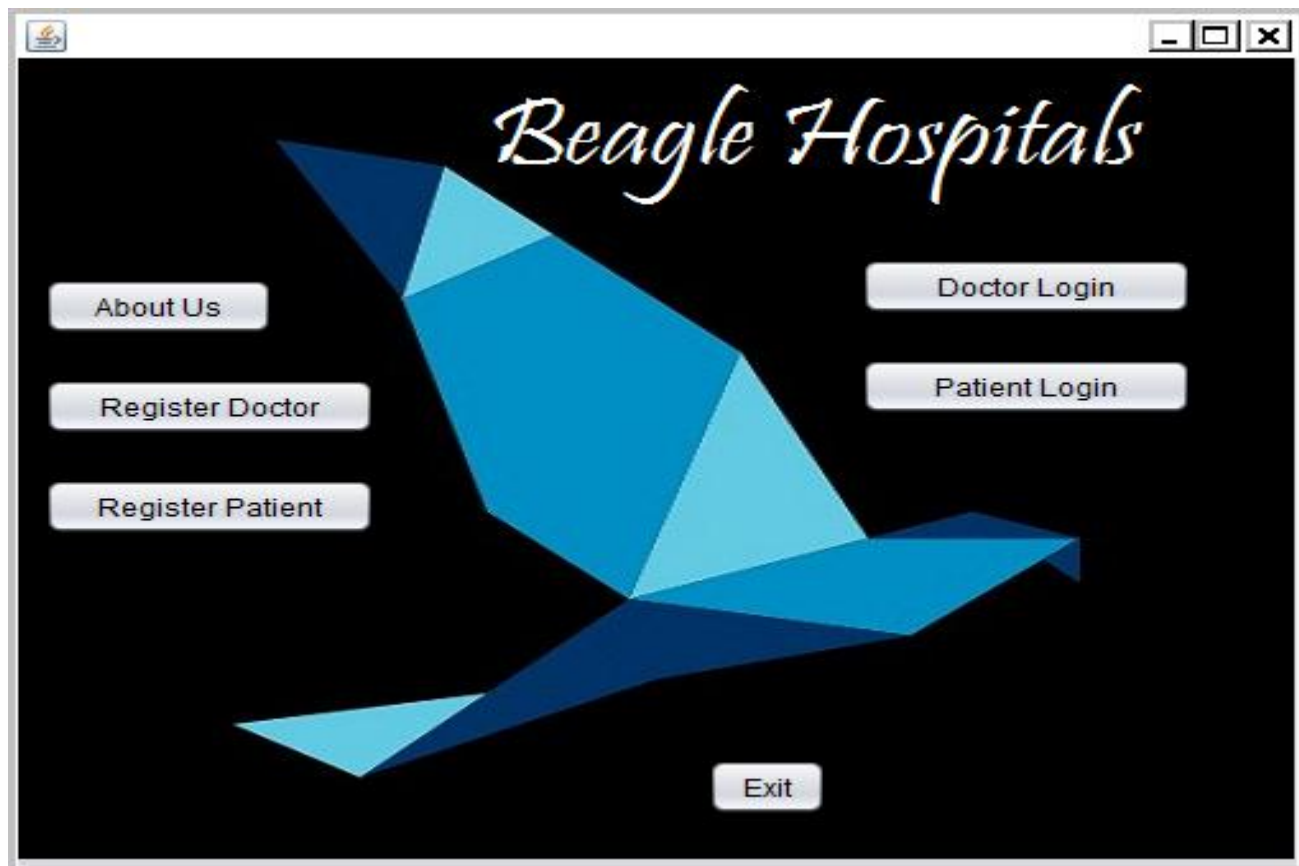 Beagle Hospitals
About Us
Register Doctor
Register Patient
Doctor Login
Patient Login
Exit